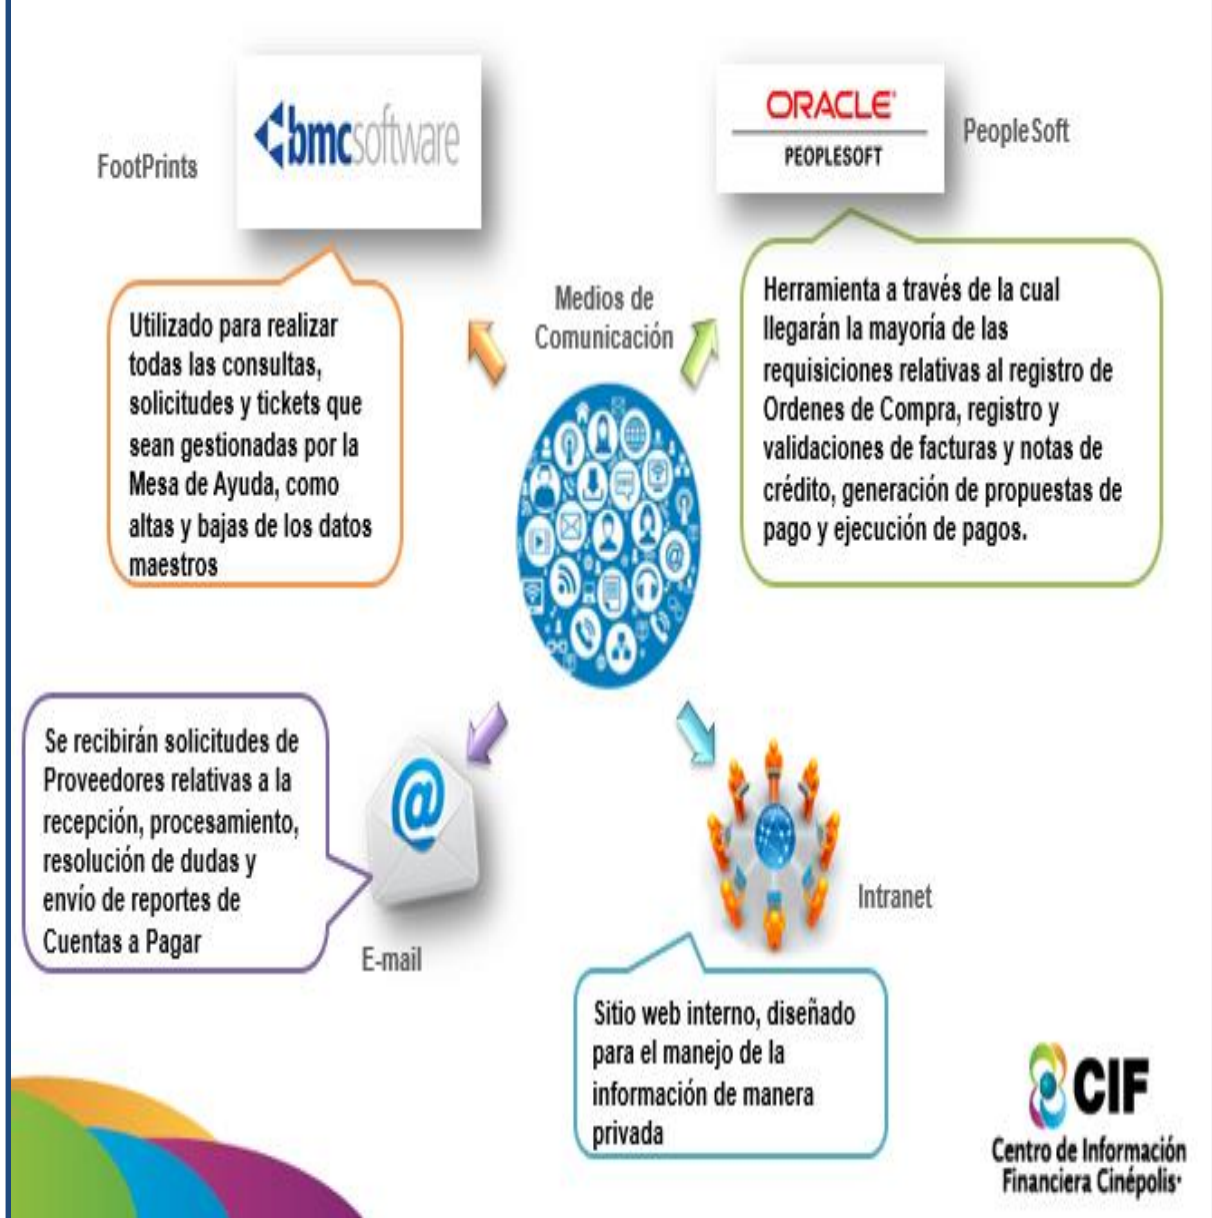 bmcsoftware
FootPrints
ORACLE
PEOPLESOFT
PeopleSoft
Medios de
Comunicación
Utilizado para realizar
todas las consultas,
solicitudes y tickets que
sean gestionadas por la
Mesa de Ayuda, como
altas y bajas de los datos
maestros
Herramienta a través de la cual
llegarán la mayoría de las
requisiciones relativas al registro de
Ordenes de Compra, registro y
validaciones de facturas y notas de
crédito, generación de propuestas de
pago y ejecución de pagos.
Se recibirán solicitudes de
Proveedores relativas a la
recepción, procesamiento,
resolución de dudas y
envío de reportes de
Cuentas a Pagar
E-mail
Intranet
Sitio web interno, diseñado
para el manejo de la
información de manera
privada
CIF
Centro de Información
Financiera Cinépolis